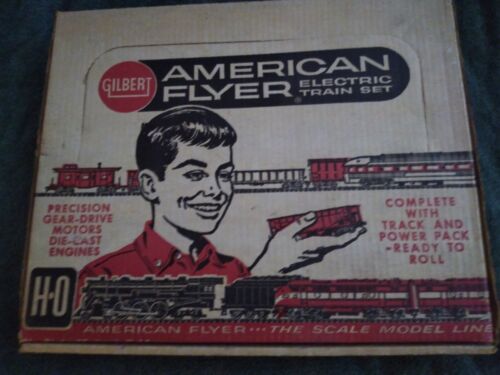 GILBERT
AMERICAN
FLYER®
ELECTRIC
TRAIN SET
PRECISION
GEAR-DRIVE
MOTORS
DIE-CAST
ENGINES
COMPLETE
WITH
TRACK AND
POWER PACK
-READY TO
ROLL
H·O
AMERICAN FLYER···THE SCALE MODEL LINE